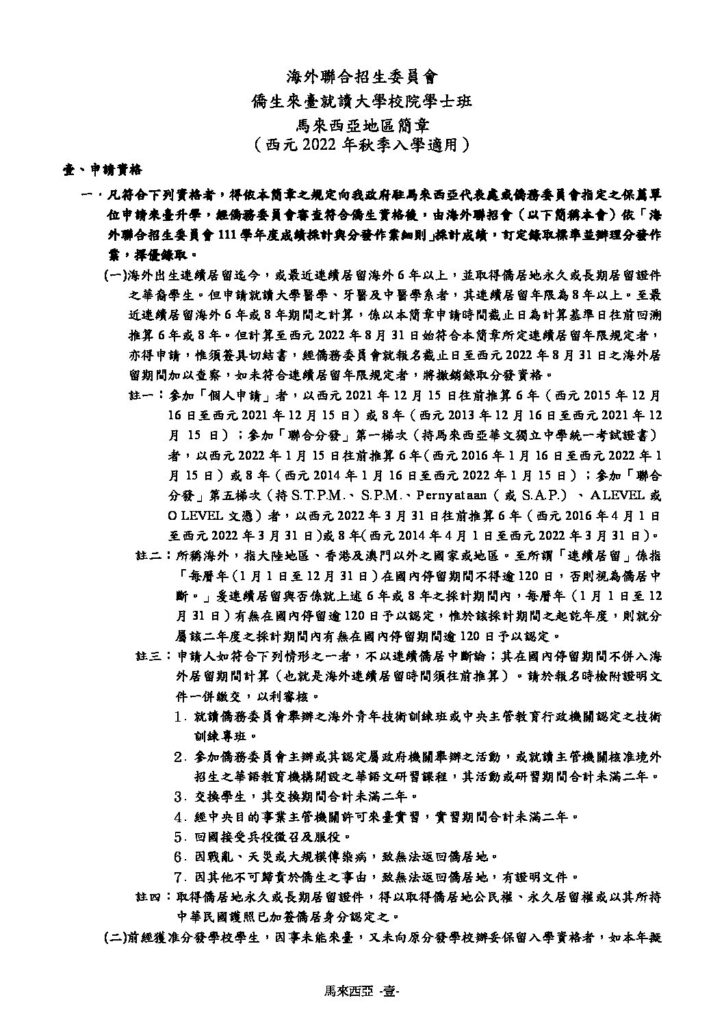 海外聯合招生委員會
僑生來臺就讀大學校院學士班
馬來西亞地區簡章
(西元 2022 年秋季入學適用)
壹、申請資格
一、凡符合下列資格者,得依本簡章之規定向我政府駐馬來西亞代表處或僑務委員會指定之保薦單
位申請來臺升學,經僑務委員會審查符合僑生資格後,由海外聯招會(以下簡稱本會)依「海
外聯合招生委員會 111 學年度成績採計與分發作業細則」採計成績,訂定錄取標準並辦理分發作
業,擇優錄取。
(一)海外出生連續居留迄今,或最近連續居留海外 6 年以上,並取得僑居地永久或長期居留證件
之華裔學生。但申請就讀大學醫學、牙醫及中醫學系者,其連續居留年限為 8 年以上。至最
近連續居留海外 6 年或 8 年期間之計算,係以本簡章申請時間截止日為計算基準日往前回溯
推算 6 年或 8 年。但計算至西元 2022 年 8 月 31 日始符合本簡章所定連續居留年限規定者,
亦得申請,惟須簽具切結書,經僑務委員會就報名截止日至西元 2022 年 8 月 31 日之海外居
留期間加以查察,如未符合連續居留年限規定者,將撤銷錄取分發資格。
註一:參加「個人申請」者,以西元 2021 年 12 月 15 日往前推算 6 年(西元 2015 年 12 月
16 日至西元 2021 年 12 月 15 日)或 8 年(西元 2013 年 12 月 16 日至西元 2021 年 12
月 15 日);參加「聯合分發」第一梯次(持馬來西亞華文獨立中學統一考試證書)
者,以西元 2022 年 1 月 15 日往前推算 6 年(西元 2016 年 1 月 16 日至西元 2022 年 1
月 15 日)或 8 年(西元 2014 年 1 月 16 日至西元 2022 年 1 月 15 日);參加「聯合
分發」第五梯次(持 S.T.P.M.、S.P.M.、Pernyataan(或 S.A.P.)、A LEVEL 或
O LEVEL 文憑)者,以西元 2022 年 3 月 31 日往前推算 6 年(西元 2016 年 4 月 1 日
至西元 2022 年 3 月 31 日)或 8 年(西元 2014 年 4 月 1 日至西元 2022 年 3 月 31 日)。
註二:所稱海外,指大陸地區、香港及澳門以外之國家或地區。至所謂「連續居留」係指
「每曆年(1 月 1 日至 12 月 31 日)在國內停留期間不得逾 120 日,否則視為僑居中
斷。」爰連續居留與否係就上述 6 年或 8 年之採計期間內,每曆年(1 月 1 日至 12
月 31 日)有無在國內停留逾 120 日予以認定,惟於該採計期間之起訖年度,則就分
屬該二年度之採計期間內有無在國內停留期間逾 120 日予以認定。
註三:申請人如符合下列情形之一者,不以連續僑居中斷論;其在國內停留期間不併入海
外居留期間計算(也就是海外連續居留時間須往前推算)。請於報名時檢附證明文
件一併繳交,以利審核。
1. 就讀僑務委員會舉辦之海外青年技術訓練班或中央主管教育行政機關認定之技術
訓練專班。
2. 參加僑務委員會主辦或其認定屬政府機關舉辦之活動,或就讀主管機關核准境外
招生之華語教育機構開設之華語文研習課程,其活動或研習期間合計未滿二年。
3. 交換學生,其交換期間合計未滿二年。
4. 經中央目的事業主管機關許可來臺實習,實習期間合計未滿二年。
5. 回國接受兵役徵召及服役。
6. 因戰亂、天災或大規模傳染病,致無法返回僑居地。
7. 因其他不可歸責於僑生之事由,致無法返回僑居地,有證明文件。
註四:取得僑居地永久或長期居留證件,得以取得僑居地公民權、永久居留權或以其所持
中華民國護照已加簽僑居身分認定之。
(二)前經獲准分發學校學生,因事未能來臺,又未向原分發學校辦妥保留入學資格者,如本年擬
馬來西亞 -壹-